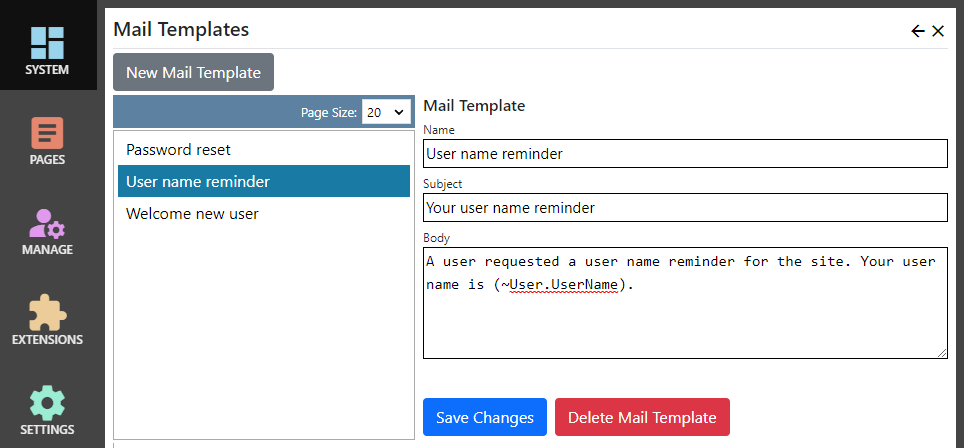 SYSTEM
PAGES
MANAGE
EXTENSIONS
SETTINGS
Mail Templates
New Mail Template
Page Size: 20
Password reset
User name reminder
Welcome new user
Mail Template
Name
User name reminder
Subject
Your user name reminder
Body
A user requested a user name reminder for the site. Your user
name is (~User.UserName).
Save Changes
Delete Mail Template